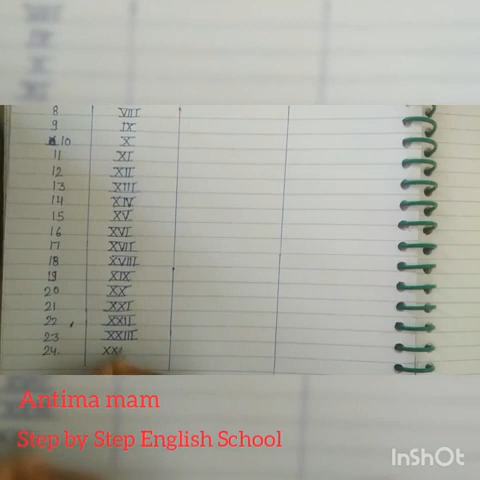 8 VIII
9 IX
10 X
11 XI
12 XII
13 XIII
14 XIV
15 XV
16 XVI
17 XVII
18 XVIII
19 XIX
20 XX
21 XXI
22 XXII
23 XXIII
24. XX
Antima mam
Step by Step English School
InShOt